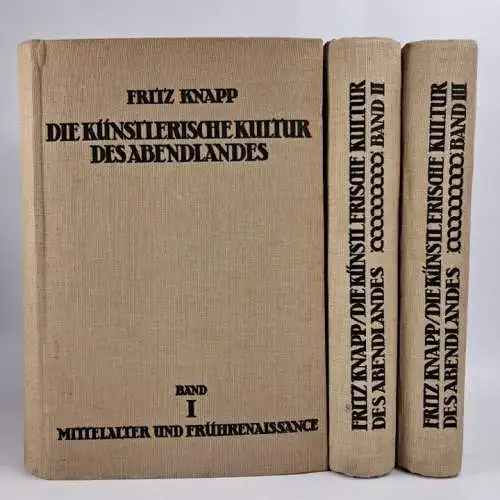 FRITZ KNAPP
DIE KÜNSTLERISCHE KULTUR
DES ABENDLANDES
BAND
I
MITTELALTER UND FRÜHRENAISSANCE
FRITZ KNAPP/DIE KÜNSTLERISCHE KULTUR
DES ABENDLANDES BAND II
FRITZ KNAPP/DIE KÜNSTLERISCHE KULTUR
DES ABENDLANDES BAND III